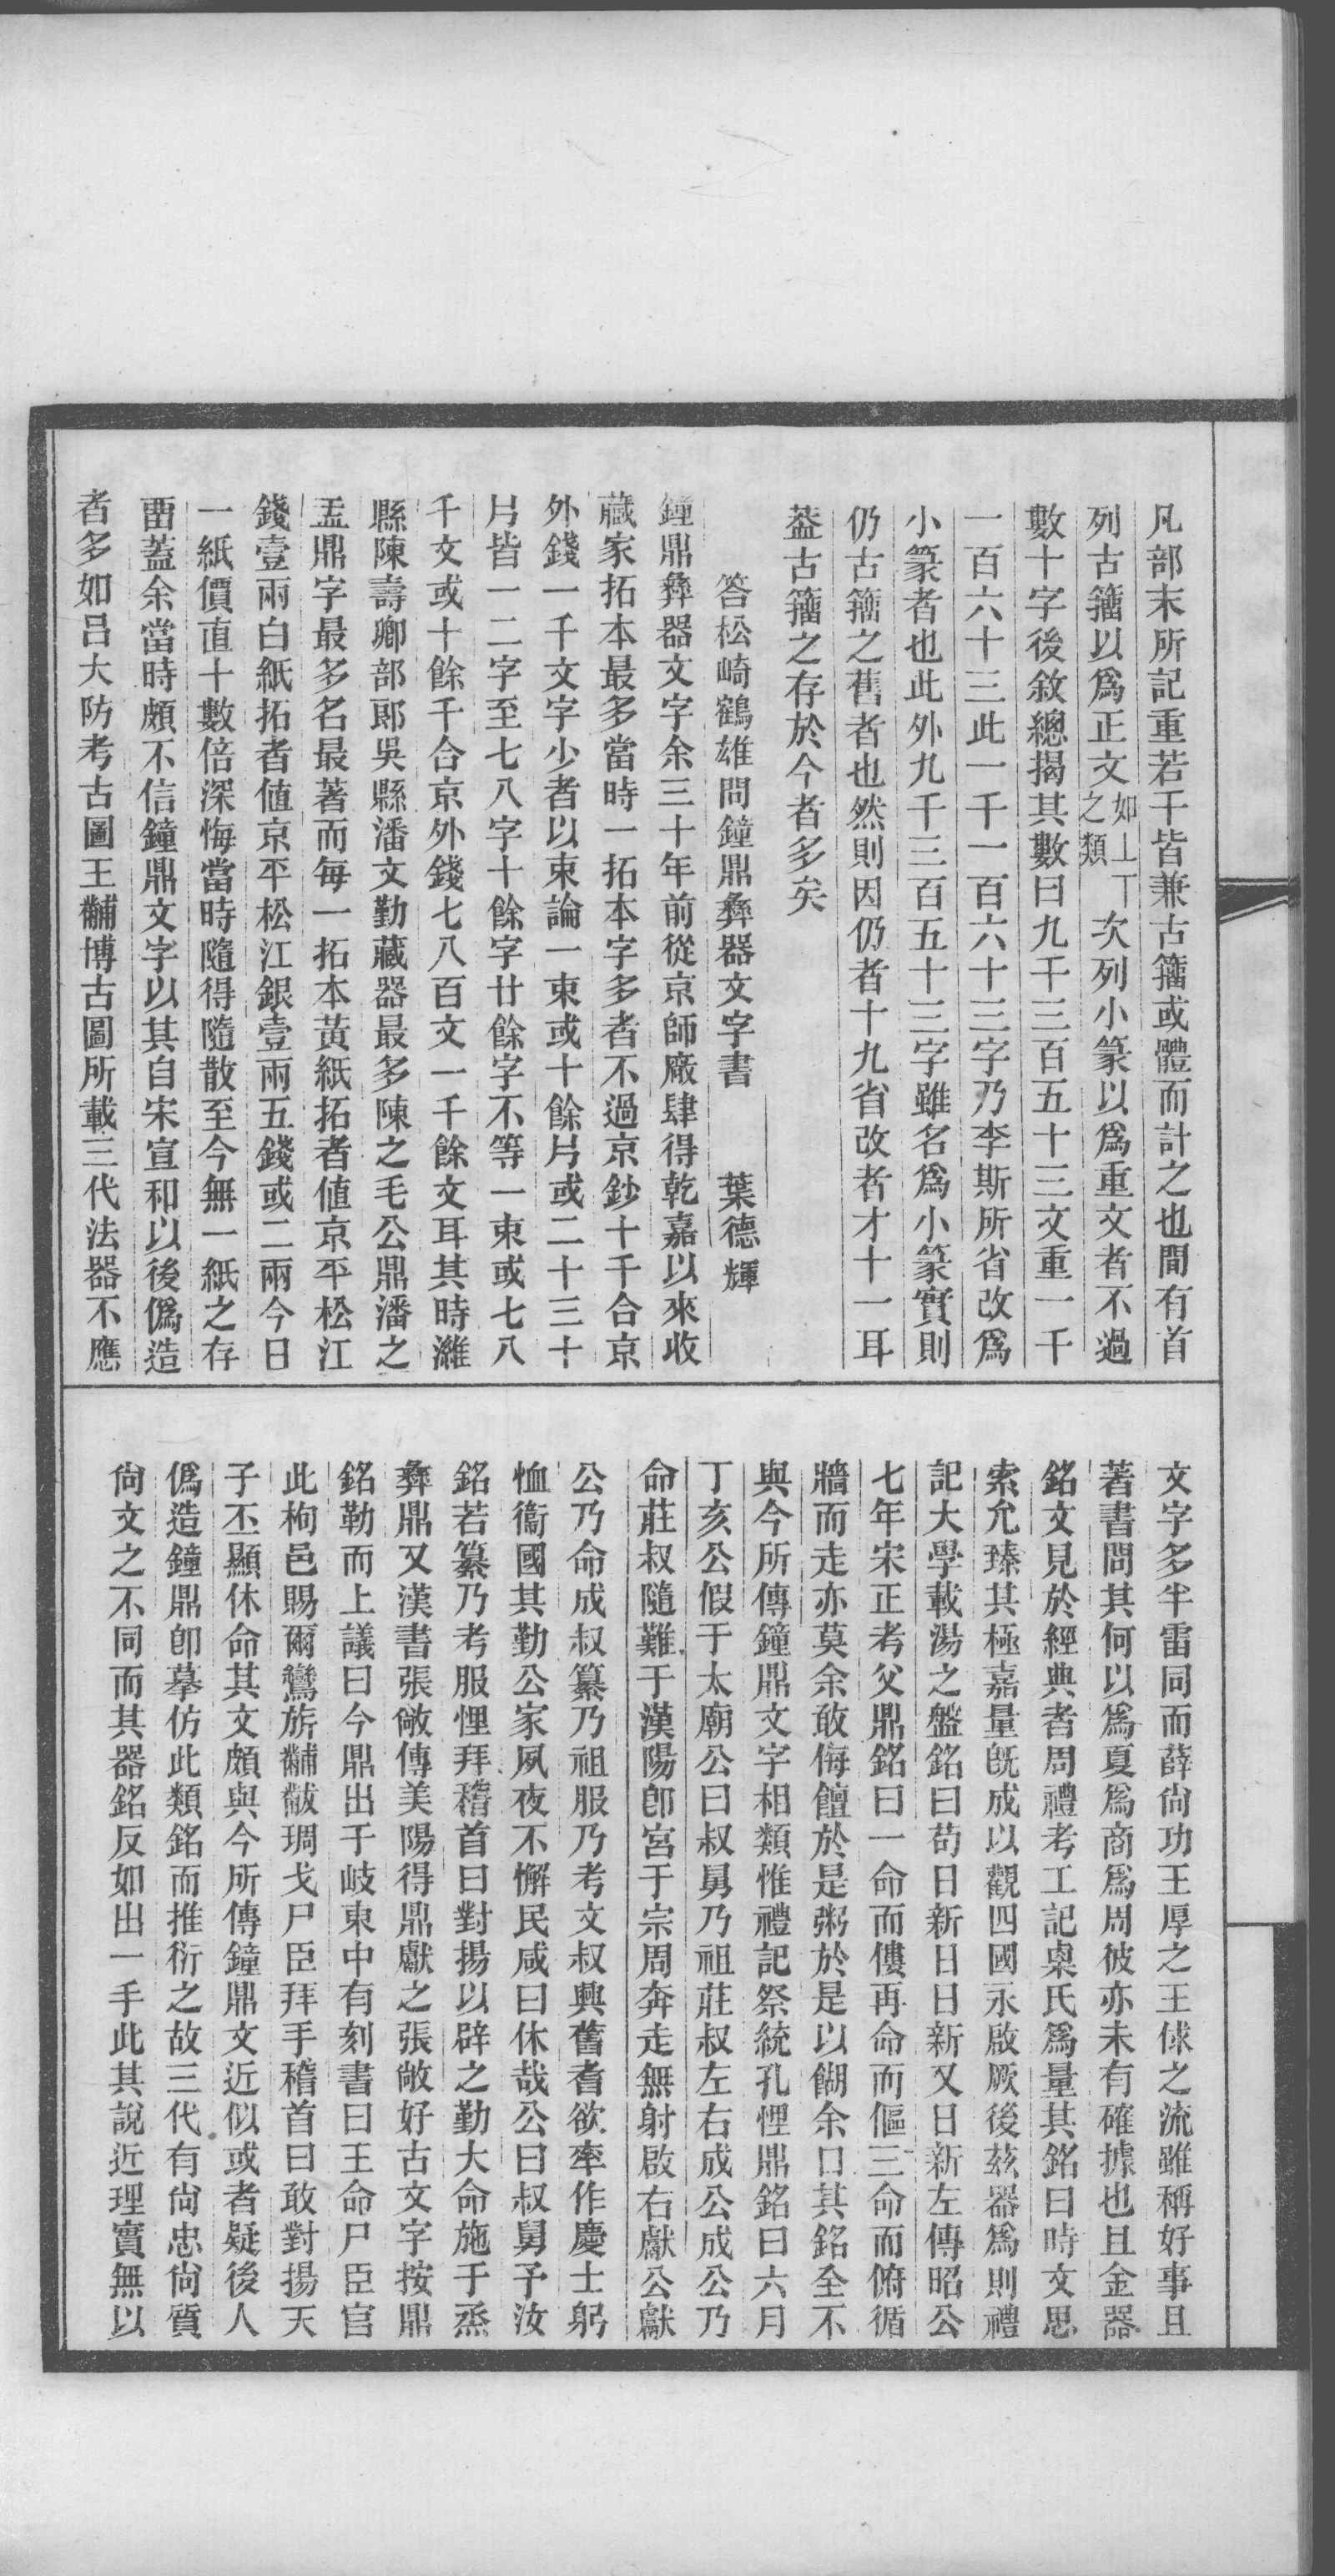 凡部末所記重若干皆兼古籀或體而計之也間有首
列古籀以爲正文如丄丅之類次列小篆以爲重文者不過
數十字後敘總揭其數曰九千三百五十三文重一千
一百六十三此一千一百六十三字乃李斯所省改爲
小篆者也此外九千三百五十三字雖名爲小篆實則
仍古籀之舊者也然則因仍者十九省改者才十一耳
葢古籀之存於今者多矣
答松崎鶴雄問鐘鼎彝器文字書　葉德輝
鐘鼎彝器文字余三十年前從京師廠肆得乾嘉以來收
藏家拓本最多當時一拓本字多者不過京鈔十千合京
外錢一千文字少者以束論一束或十餘片或二十三十
片皆一二字至七八字十餘字廿餘字不等一束或七八
千文或十餘千合京外錢七八百文一千餘文耳其時濰
縣陳壽卿部郎吳縣潘文勤藏器最多陳之毛公鼎潘之
盂鼎字最多名最著而每一拓本黃紙拓者值京平松江
錢壹兩白紙拓者値京平松江銀壹兩五錢或二兩今日
一紙價直十數倍深悔當時隨得隨散至今無一紙之存
畱蓋余當時頗不信鐘鼎文字以其自宋宣和以後僞造
者多如呂大防考古圖王黼博古圖所載三代法器不應
文字多半雷同而薛尙功王厚之王俅之流雖稱好事且
著書問其何以爲夏爲商爲周彼亦未有確據也且金器
銘文見於經典者周禮考工記㮚氏爲量其銘曰時文思
索允臻其極嘉量旣成以觀四國永啟厥後茲器爲則禮
記大學載湯之盤銘曰苟日新日日新又日新左傳昭公
七年宋正考父鼎銘曰一命而僂再命而傴三命而俯循
牆而走亦莫余敢侮饘於是粥於是以餬余口其銘全不
與今所傳鐘鼎文字相類惟禮記祭統孔悝鼎銘曰六月
丁亥公假于太廟公曰叔舅乃祖莊叔左右成公成公乃
命莊叔隨難于漢陽卽宮于宗周奔走無射啟右獻公獻
公乃命成叔纂乃祖服乃考文叔興舊耆欲率作慶士躬
恤衞國其勤公家夙夜不懈民咸曰休哉公曰叔舅予汝
銘若纂乃考服悝拜稽首曰對揚以辟之勤大命施于烝
彝鼎又漢書張敞傳美陽得鼎獻之張敞好古文字按鼎
銘勒而上議曰今鼎出于岐東中有刻書曰王命尸臣官
此栒邑賜爾鸞旂黼黻琱戈尸臣拜手稽首曰敢對揚天
子丕顯休命其文頗與今所傳鐘鼎文近似或者疑後人
僞造鐘鼎卽摹仿此類銘而推衍之故三代有尙忠尙質
尙文之不同而其器銘反如出一手此其說近理實無以